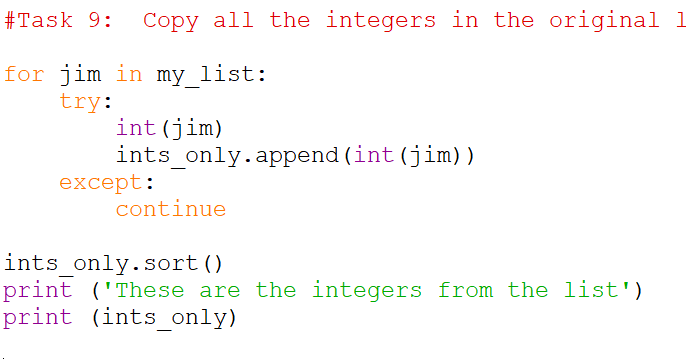 #Task 9:  Copy all the integers in the original l
for jim in my_list:
    try:
        int(jim)
        ints_only.append(int(jim))
    except:
        continue
ints_only.sort()
print ('These are the integers from the list')
print (ints_only)